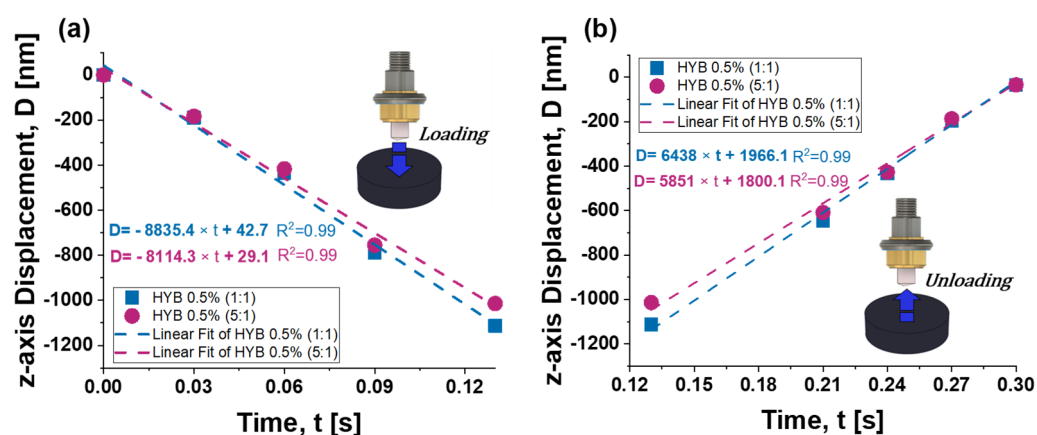 (a)
z-axis Displacement, D [nm]
0
-200
-400
-600
-800
-1000
-1200
Loading
D= - 8835.4 × t + 42.7 R²=0.99
D= - 8114.3 × t + 29.1 R²=0.99
HYB 0.5% (1:1)
HYB 0.5% (5:1)
Linear Fit of HYB 0.5% (1:1)
Linear Fit of HYB 0.5% (5:1)
0.00 0.03 0.06 0.09 0.12
Time, t [s]
(b)
z-axis Displacement, D [nm]
0
-200
-400
-600
-800
-1000
-1200
HYB 0.5% (1:1)
HYB 0.5% (5:1)
Linear Fit of HYB 0.5% (1:1)
Linear Fit of HYB 0.5% (5:1)
D= 6438 × t + 1966.1 R²=0.99
D= 5851 × t + 1800.1 R²=0.99
Unloading
0.12 0.15 0.18 0.21 0.24 0.27 0.30
Time, t [s]